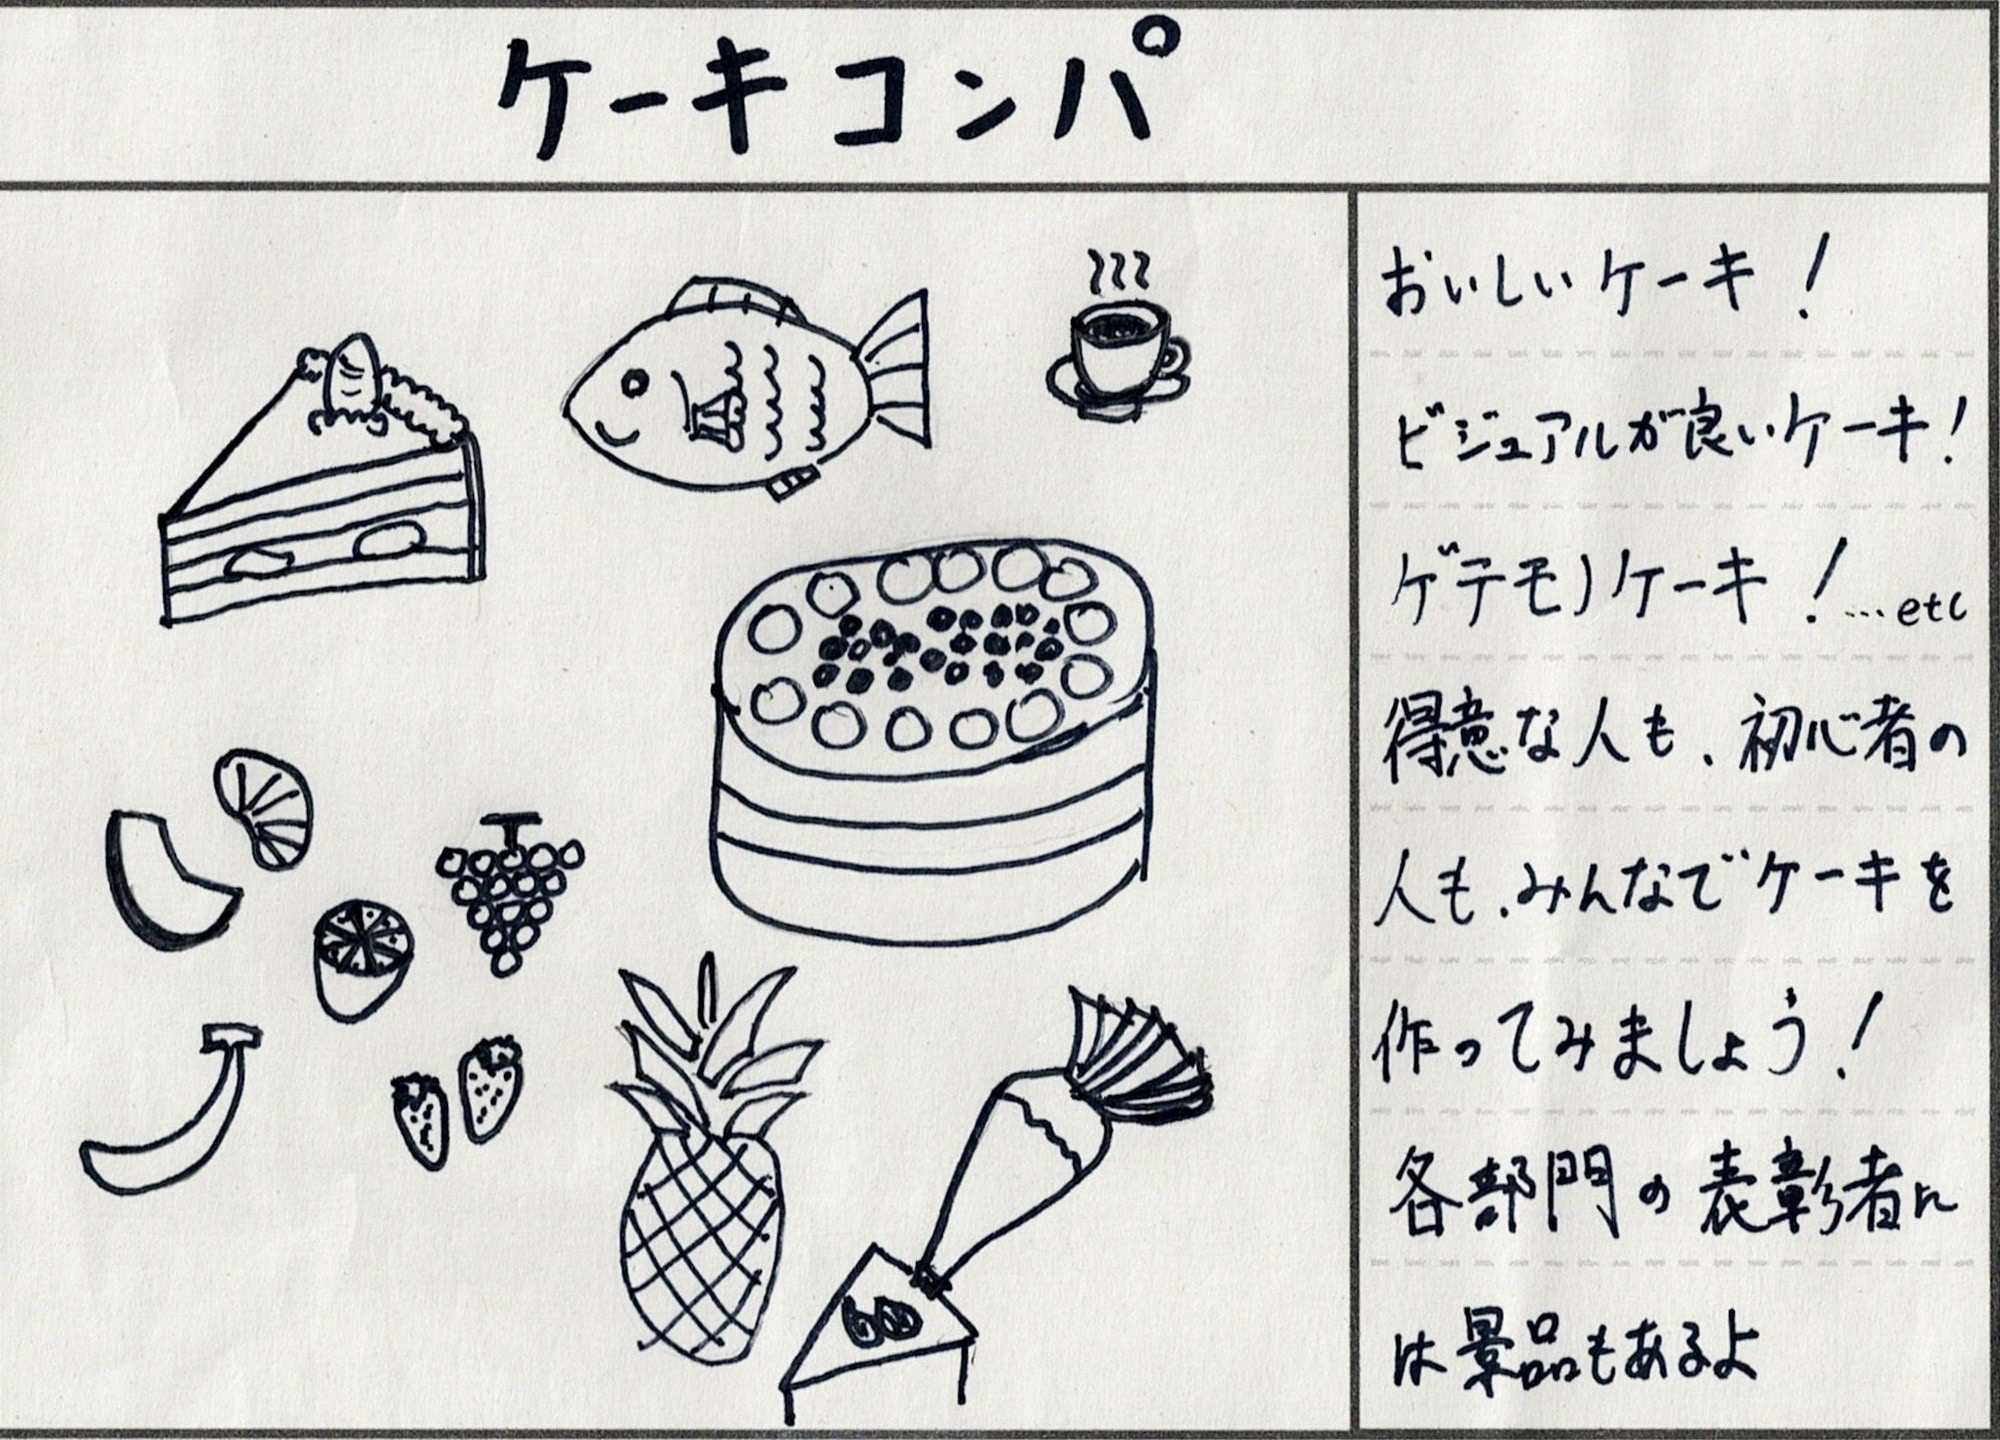 ケーキコンパ
おいしいケーキ！
ビジュアルが良いケーキ！
ゲテモノケーキ！…etc
得意な人も、初心者の
人も、みんなでケーキを
作ってみましょう！
各部門の表彰者に
は景品もあるよ